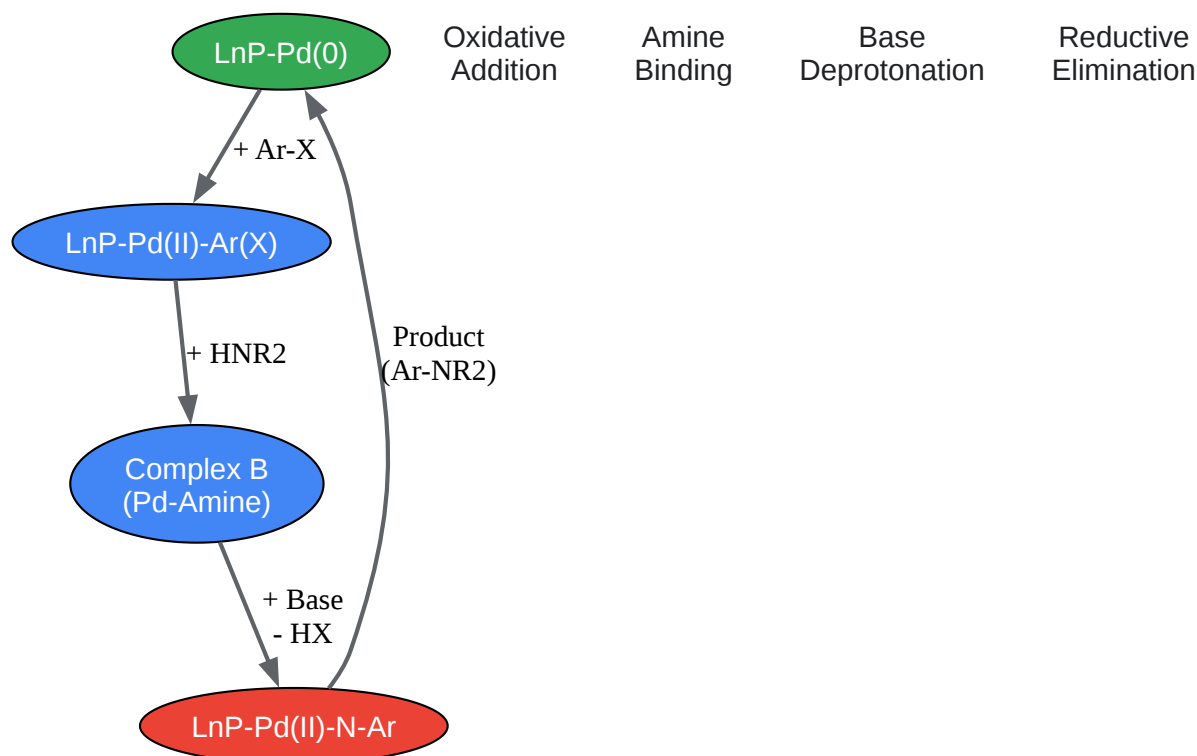 LnP-Pd(0)
Oxidative
Addition
Amine
Binding
Base
Deprotonation
Reductive
Elimination
+ Ar-X
LnP-Pd(II)-Ar(X)
+ HNR2
Product
(Ar-NR2)
Complex B
(Pd-Amine)
+ Base
- HX
LnP-Pd(II)-N-Ar